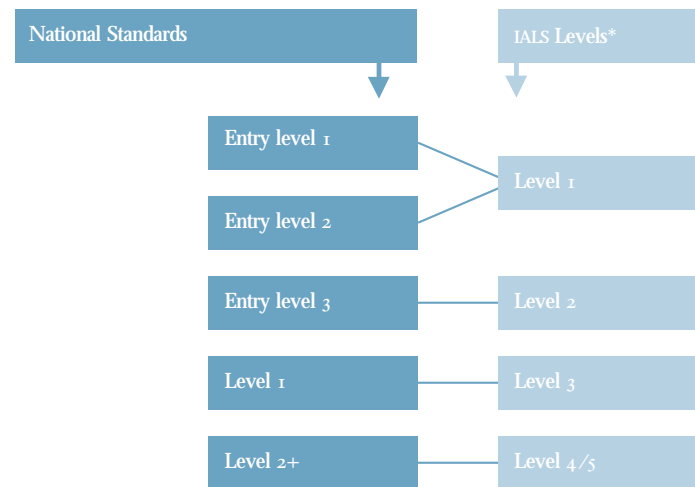 National Standards
IALS Levels*
Entry level 1
Level 1
Entry level 2
Entry level 3
Level 2
Level 1
Level 3
Level 2+
Level 4/5